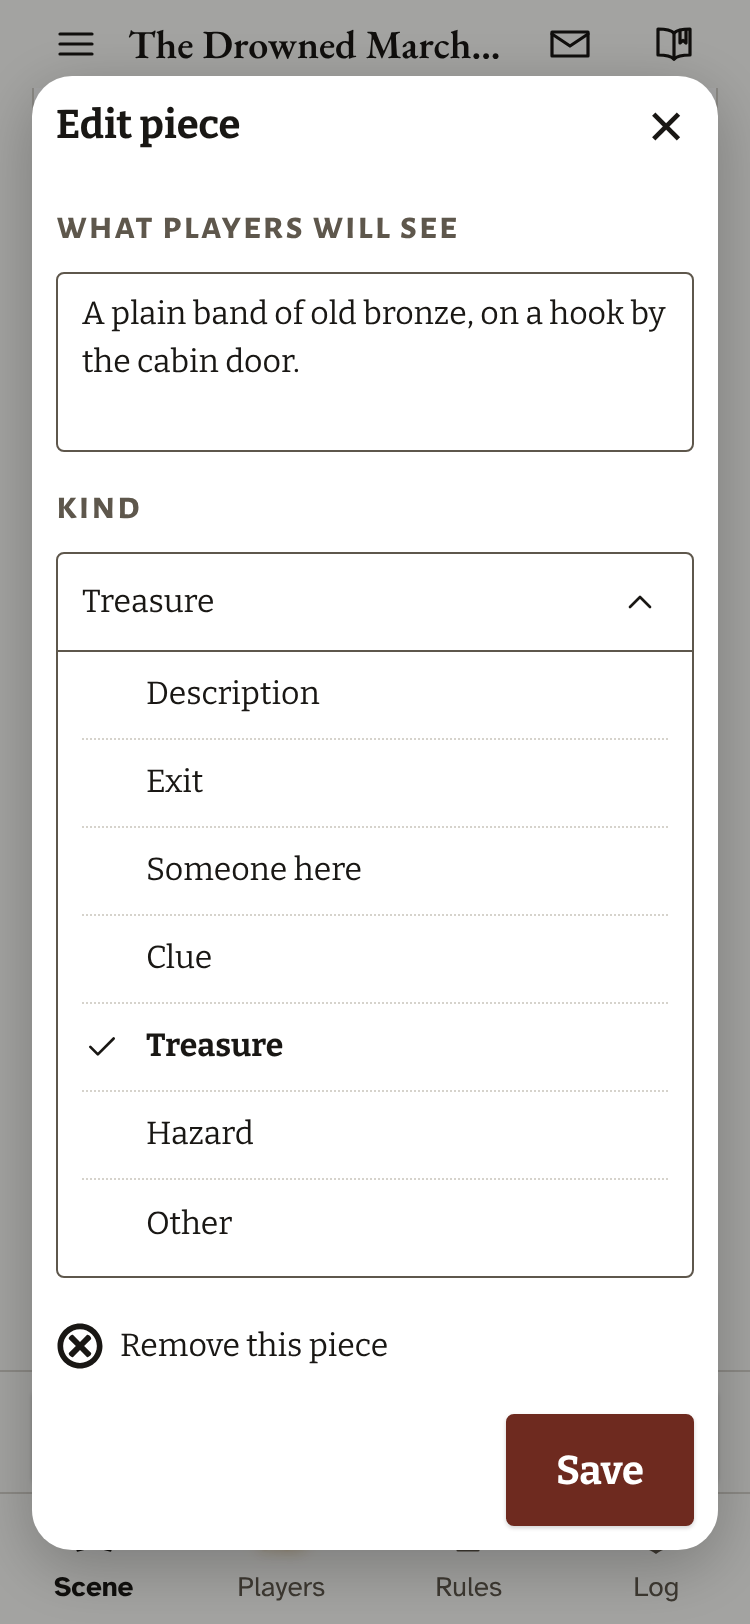 The Drowned March...
Edit piece
WHAT PLAYERS WILL SEE
A plain band of old bronze, on a hook by
the cabin door.
KIND
Treasure
Description
Exit
Someone here
Clue
Treasure
Hazard
Other
Remove this piece
Save
Scene
Players
Rules
Log